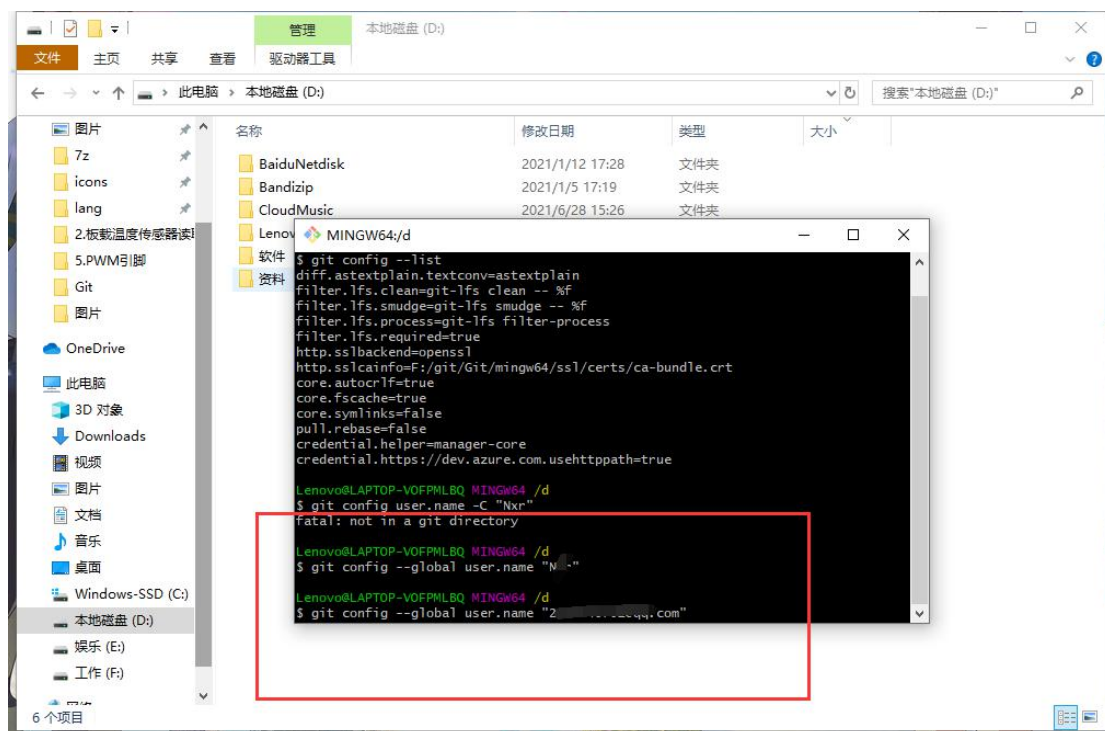 管理
本地磁盘 (D:)
文件 主页 共享 查看 驱动器工具
此电脑 › 本地磁盘 (D:)
搜索"本地磁盘 (D:)"
图片
7z
icons
lang
2.板载温度传感器读
5.PWM引脚
Git
图片
OneDrive
此电脑
3D 对象
Downloads
视频
图片
文档
音乐
桌面
Windows-SSD (C:)
本地磁盘 (D:)
娱乐 (E:)
工作 (F:)
名称 修改日期 类型 大小
BaiduNetdisk 2021/1/12 17:28 文件夹
Bandizip 2021/1/5 17:19 文件夹
CloudMusic 2021/6/28 15:26 文件夹
Lenov
软件
资料
MINGW64:/d
$ git config --list
diff.astextplain.textconv=astextplain
filter.lfs.clean=git-lfs clean -- %f
filter.lfs.smudge=git-lfs smudge -- %f
filter.lfs.process=git-lfs filter-process
filter.lfs.required=true
http.sslbackend=openssl
http.sslcainfo=F:/git/Git/mingw64/ssl/certs/ca-bundle.crt
core.autocrlf=true
core.fscache=true
core.symlinks=false
pull.rebase=false
credential.helper=manager-core
credential.https://dev.azure.com.usehttppath=true
Lenovo@LAPTOP-VOFPMLBQ MINGW64 /d
$ git config user.name -C "Nxr"
fatal: not in a git directory
Lenovo@LAPTOP-VOFPMLBQ MINGW64 /d
$ git config --global user.name
Lenovo@LAPTOP-VOFPMLBQ MINGW64 /d
$ git config --global user.name
6 个项目